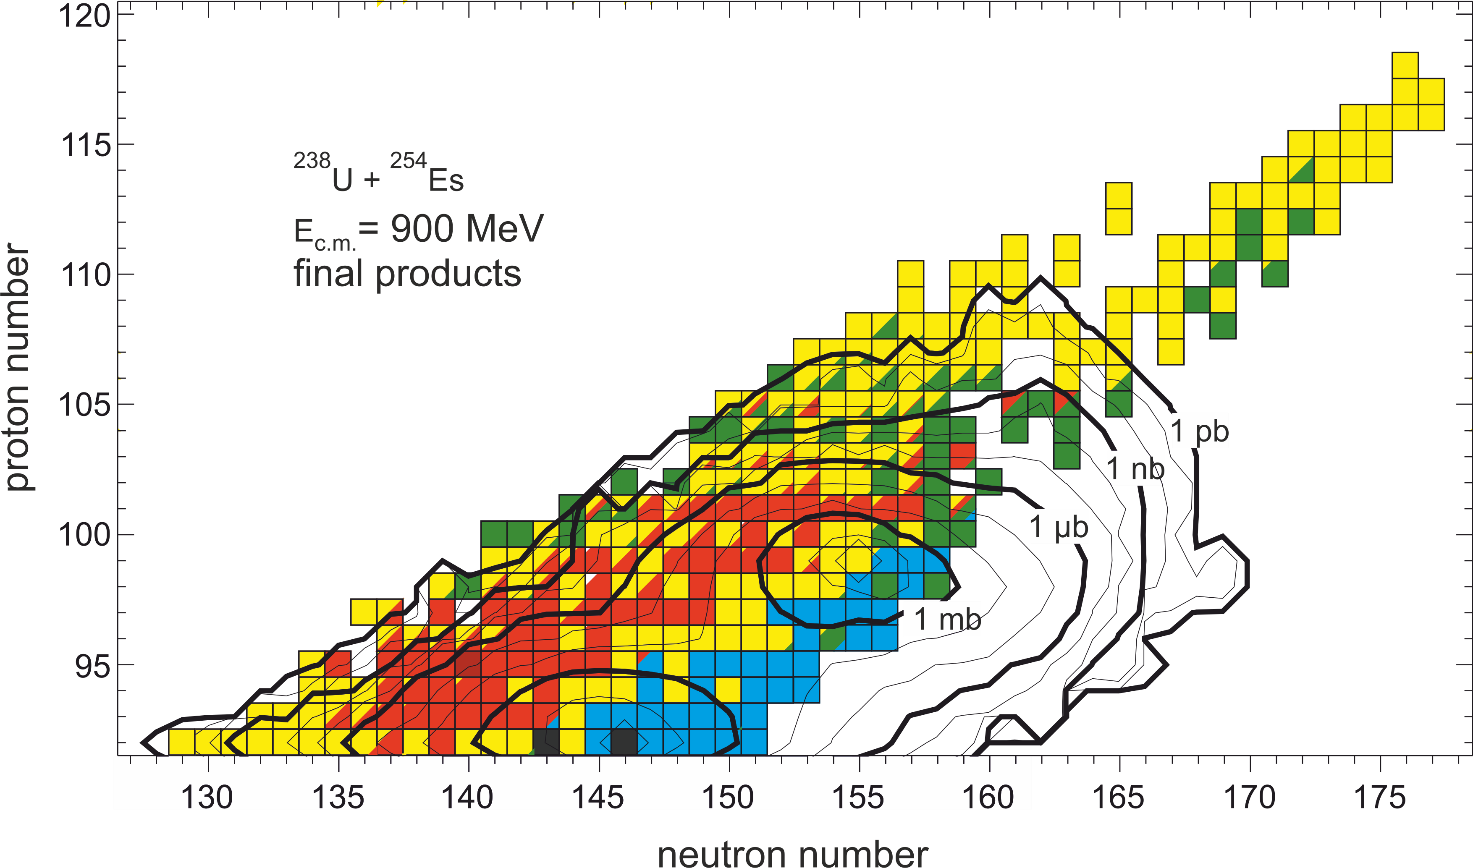 120
115
110
105
100
95
proton number
²³⁸U + ²⁵⁴Es
E_c.m. = 900 MeV
final products
1 pb
1 nb
1 μb
1 mb
130 135 140 145 150 155 160 165 170 175
neutron number